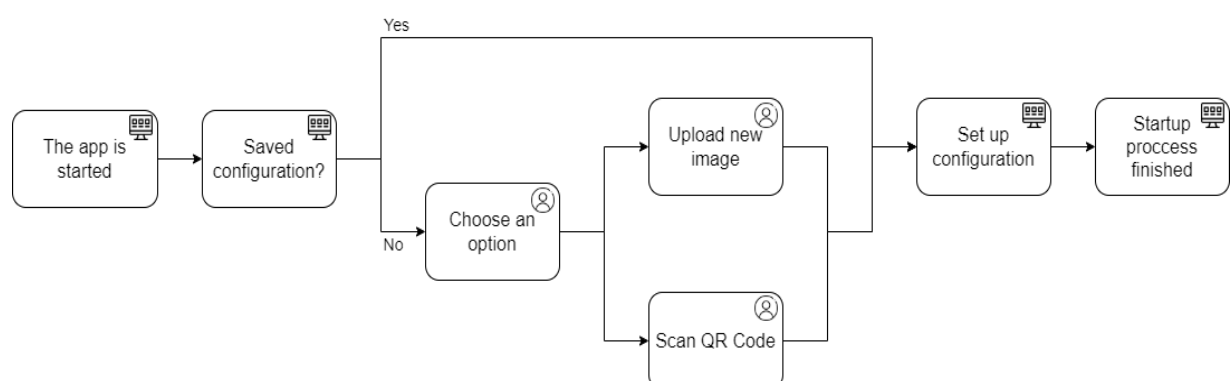 Yes
The app is
started
Saved
configuration?
No
Choose an
option
Upload new
image
Scan QR Code
Set up
configuration
Startup
proccess
finished